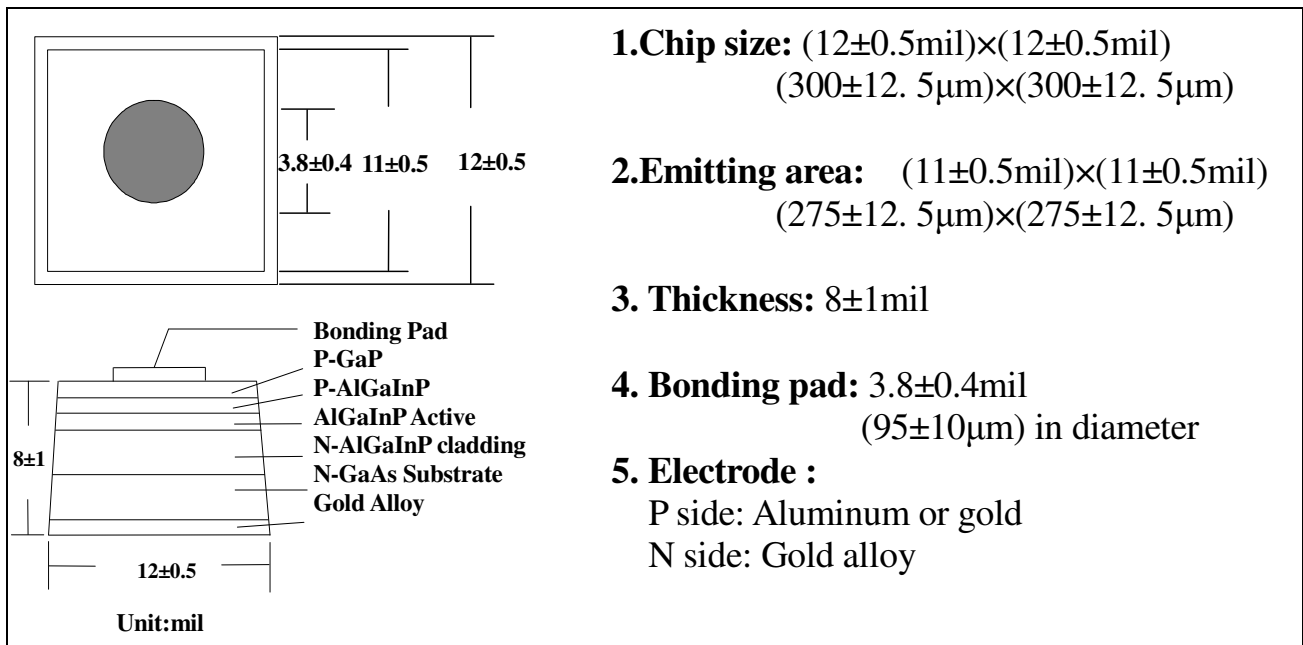 3.8±0.4 11±0.5 12±0.5
Bonding Pad
P-GaP
P-AlGaInP
AlGaInP Active
N-AlGaInP cladding
N-GaAs Substrate
Gold Alloy
8±1
12±0.5
Unit:mil
1.Chip size: (12±0.5mil)×(12±0.5mil)
(300±12. 5μm)×(300±12. 5μm)
2.Emitting area: (11±0.5mil)×(11±0.5mil)
(275±12. 5μm)×(275±12. 5μm)
3. Thickness: 8±1mil
4. Bonding pad: 3.8±0.4mil
(95±10μm) in diameter
5. Electrode :
P side: Aluminum or gold
N side: Gold alloy